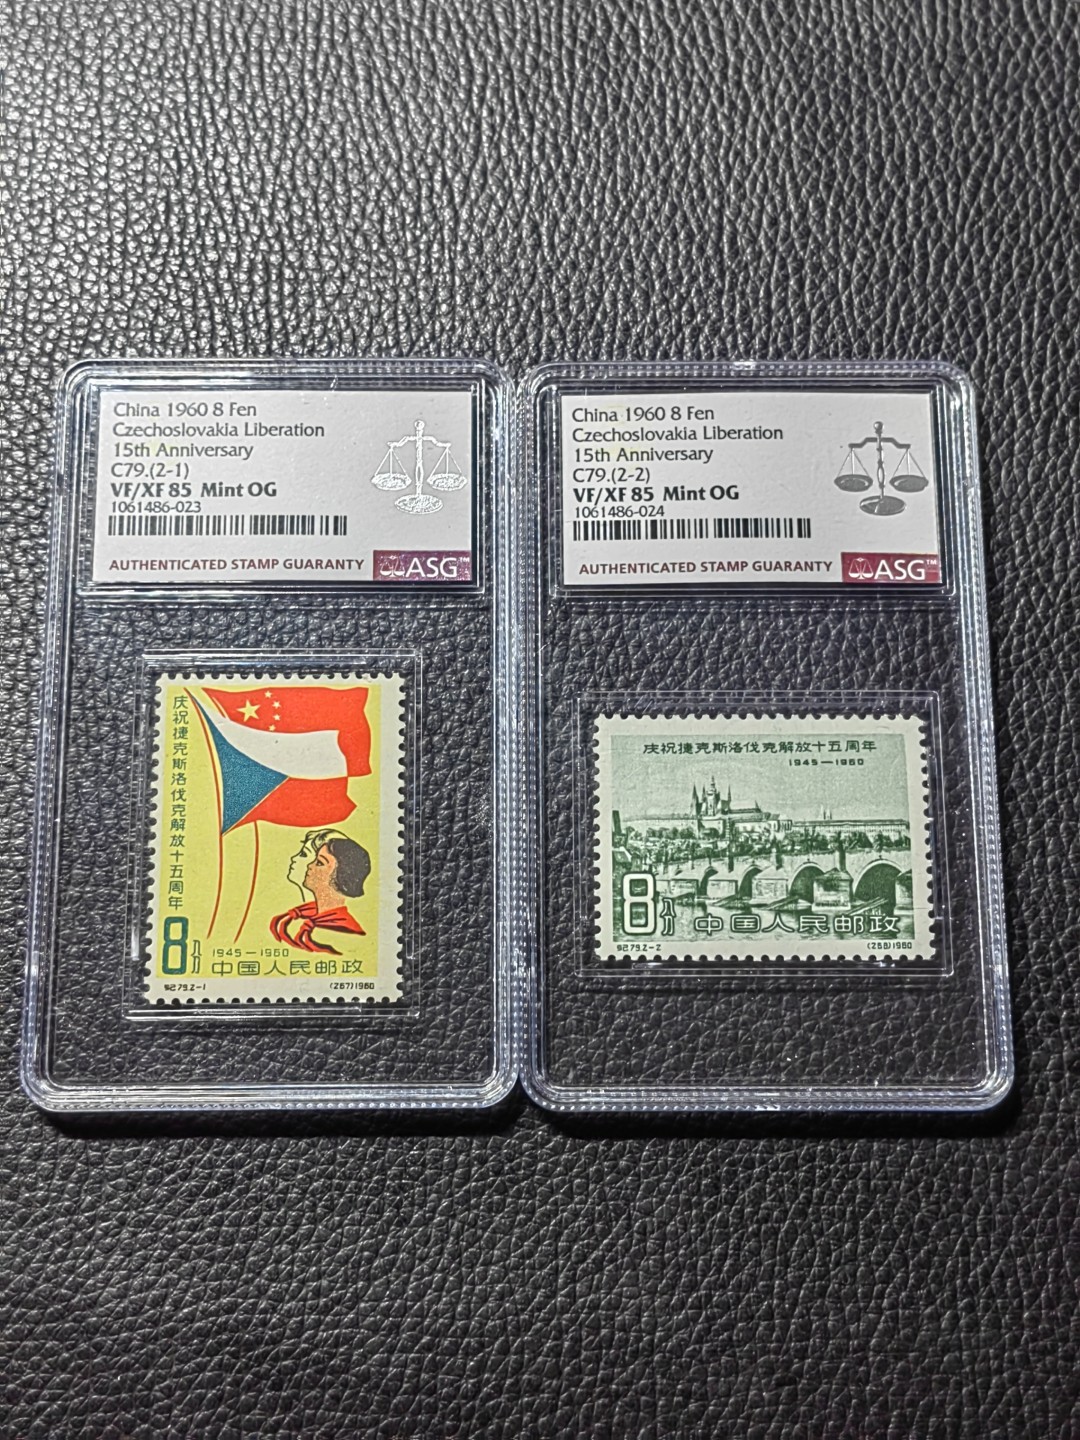 China 1960 8 Fen
Czechoslovakia Liberation
15th Anniversary
C79.(2-1)
VF/XF 85 Mint OG
1061486-023
AUTHENTICATED STAMP GUARANTY
ASG™
庆祝捷克斯洛伐克解放十五周年
8分
1945—1960
中国人民邮政
纪79.2-1
(267)1960
China 1960 8 Fen
Czechoslovakia Liberation
15th Anniversary
C79.(2-2)
VF/XF 85 Mint OG
1061486-024
AUTHENTICATED STAMP GUARANTY
ASG™
庆祝捷克斯洛伐克解放十五周年
1945—1960
8分
中国人民邮政
纪79.2-2
(268)1960